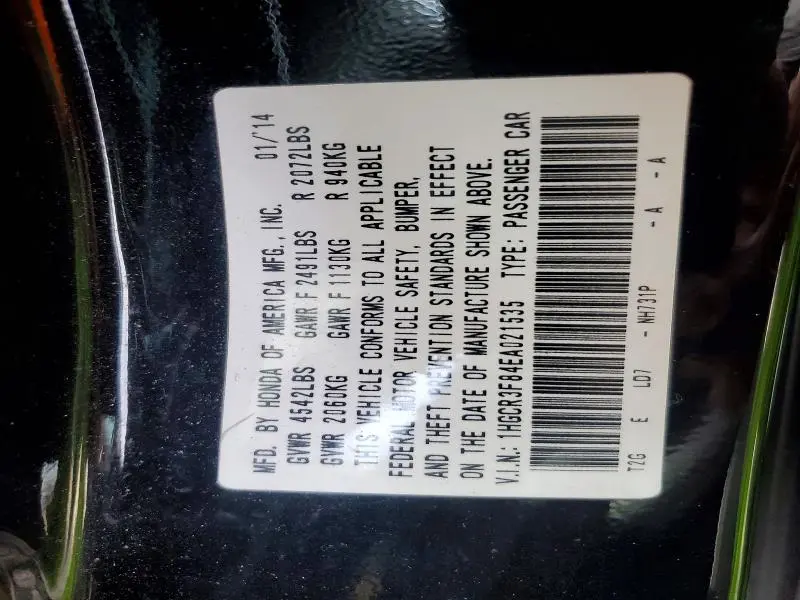 MFD. BY HONDA OF AMERICA MFG., INC. 01/'14
GVWR 4542LBS GAWR F 2491LBS R 2072LBS
GVWR 2060KG GAWR F 1130KG R 940KG
THIS VEHICLE CONFORMS TO ALL APPLICABLE
FEDERAL MOTOR VEHICLE SAFETY, BUMPER,
AND THEFT PREVENTION STANDARDS IN EFFECT
ON THE DATE OF MANUFACTURE SHOWN ABOVE.
V.I.N.: 1HGCR3F84EA021535 TYPE: PASSENGER CAR
T2G E LD7 - NH731P - A - A